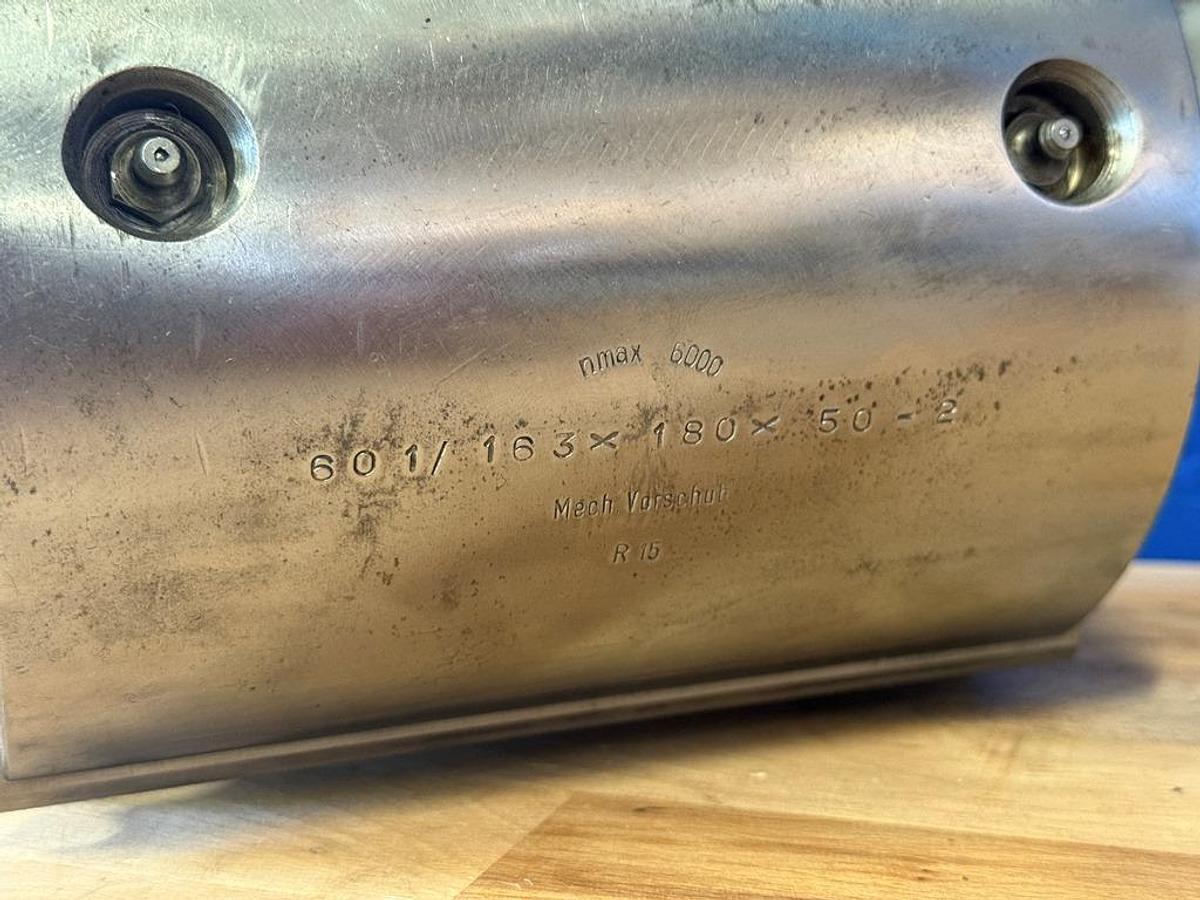 nmax 6000
601/ 163 x 180 x 50 - 2
Mech. Vorschub
R 15